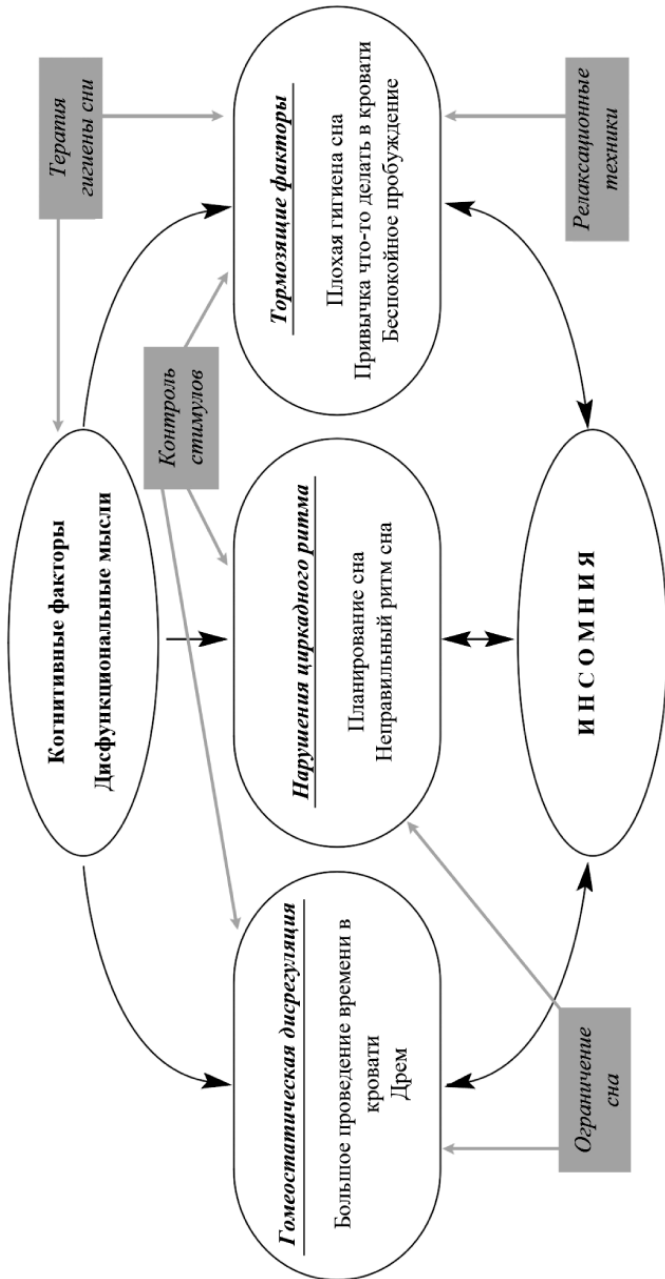 Когнитивные факторы
Дисфункциональные мысли
Терапия
гигиены сни
Контроль
стимулов
Гомеостатическая дисрегуляция
Большое проведение времени в
кровати
Дрем
Нарушения циркадного ритма
Планирование сна
Неправильный ритм сна
Тормозящие факторы
Плохая гигиена сна
Привычка что-то делать в кровати
Беспокойное пробуждение
Ограничение
сна
ИНСОМНИЯ
Релаксационные
техники